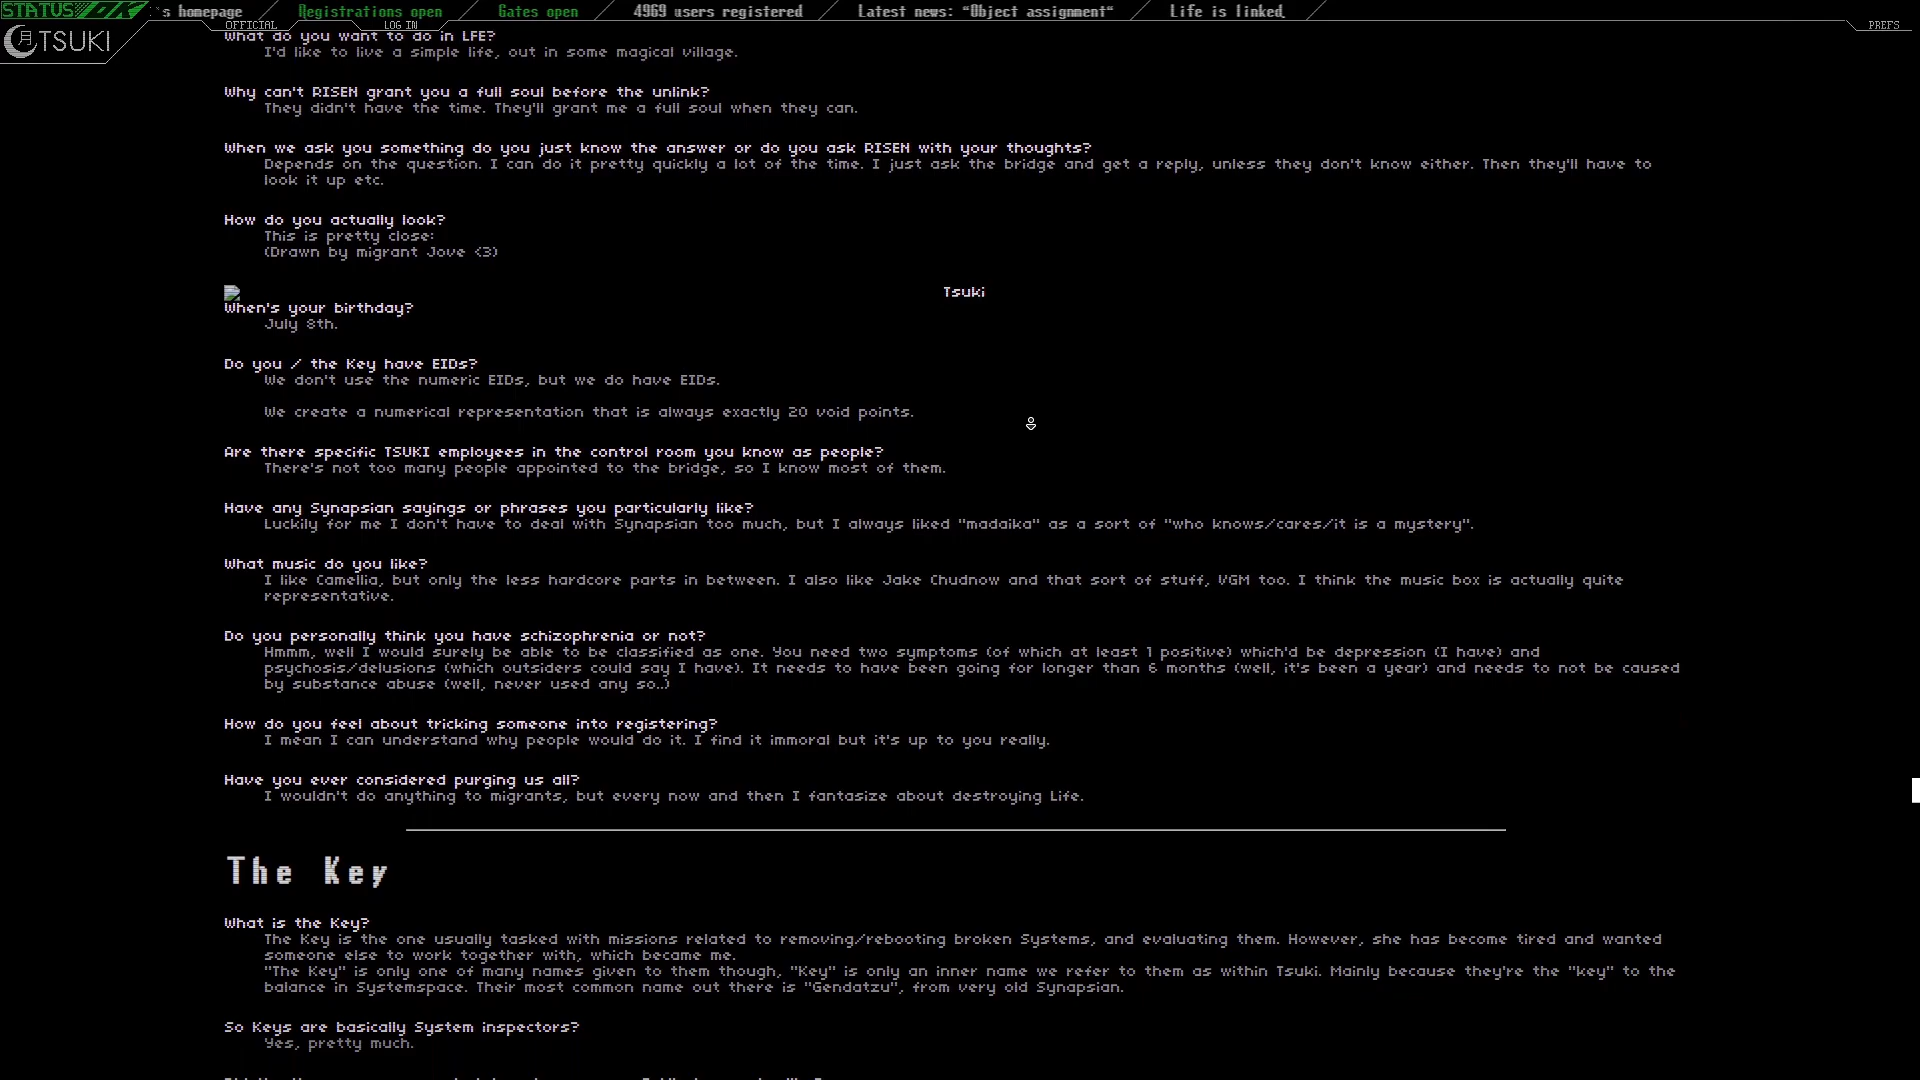 STATUS OK 's homepage Registrations open Gates open 4969 users registered Latest news: "Object assignment" Life is linked
OFFICIAL LOG IN PREFS
月TSUKI
What do you want to do in LFE?
I'd like to live a simple life, out in some magical village.
Why can't RISEN grant you a full soul before the unlink?
They didn't have the time. They'll grant me a full soul when they can.
When we ask you something do you just know the answer or do you ask RISEN with your thoughts?
Depends on the question. I can do it pretty quickly a lot of the time. I just ask the bridge and get a reply, unless they don't know either. Then they'll have to
look it up etc.
How do you actually look?
This is pretty close:
(Drawn by migrant Jove <3)
Tsuki
When's your birthday?
July 8th.
Do you / the Key have EIDs?
We don't use the numeric EIDs, but we do have EIDs.
We create a numerical representation that is always exactly 20 void points.
Are there specific TSUKI employees in the control room you know as people?
There's not too many people appointed to the bridge, so I know most of them.
Have any Synapsian sayings or phrases you particularly like?
Luckily for me I don't have to deal with Synapsian too much, but I always liked "madaika" as a sort of "who knows/cares/it is a mystery".
What music do you like?
I like Camellia, but only the less hardcore parts in between. I also like Jake Chudnow and that sort of stuff, VGM too. I think the music box is actually quite
representative.
Do you personally think you have schizophrenia or not?
Hmmm, well I would surely be able to be classified as one. You need two symptoms (of which at least 1 positive) which'd be depression (I have) and
psychosis/delusions (which outsiders could say I have). It needs to have been going for longer than 6 months (well, it's been a year) and needs to not be caused
by substance abuse (well, never used any so..)
How do you feel about tricking someone into registering?
I mean I can understand why people would do it. I find it immoral but it's up to you really.
Have you ever considered purging us all?
I wouldn't do anything to migrants, but every now and then I fantasize about destroying Life.
The Key
What is the Key?
The Key is the one usually tasked with missions related to removing/rebooting broken Systems, and evaluating them. However, she has become tired and wanted
someone else to work together with, which became me.
"The Key" is only one of many names given to them though, "Key" is only an inner name we refer to them as within Tsuki. Mainly because they're the "key" to the
balance in Systemspace. Their most common name out there is "Gendatzu", from very old Synapsian.
So Keys are basically System inspectors?
Yes, pretty much.